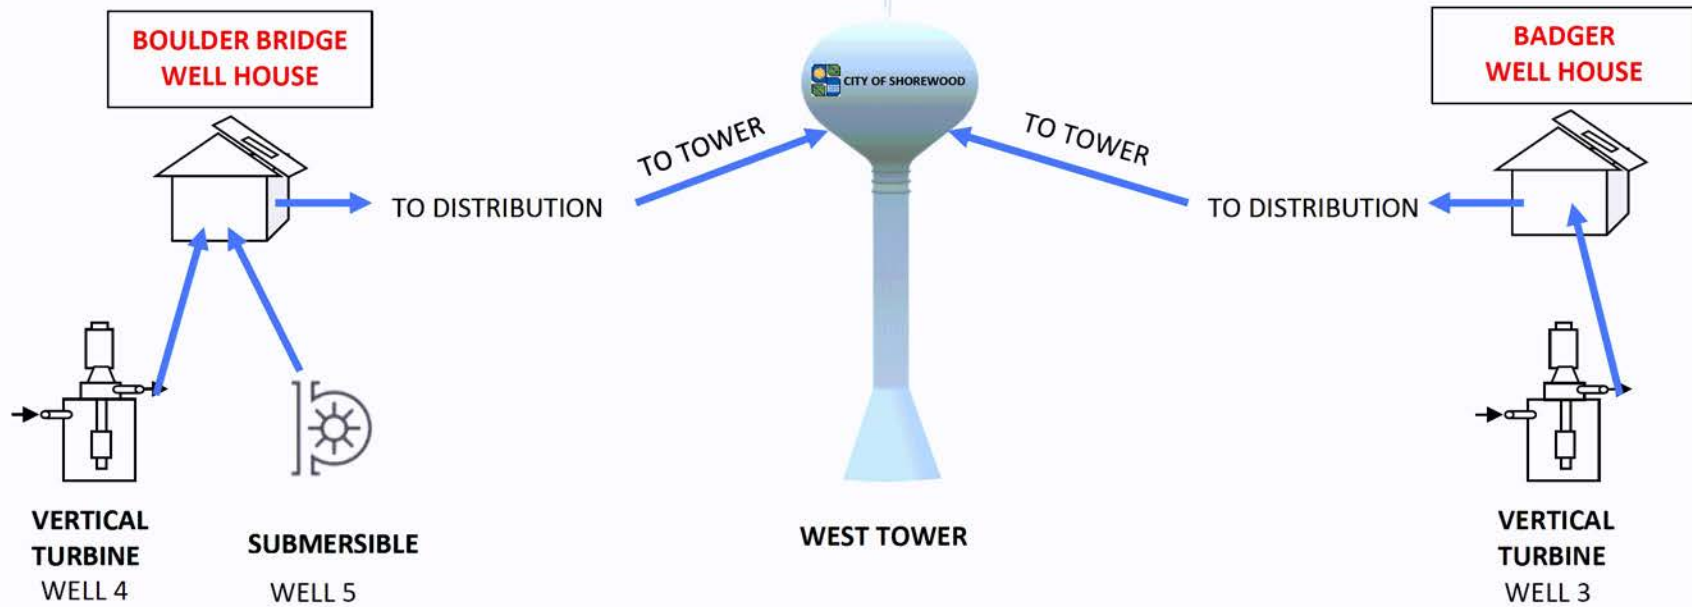 BOULDER BRIDGE
WELL HOUSE
CITY OF SHOREWOOD
BADGER
WELL HOUSE
TO TOWER
TO TOWER
TO DISTRIBUTION
TO DISTRIBUTION
VERTICAL
TURBINE
WELL 4
SUBMERSIBLE
WELL 5
WEST TOWER
VERTICAL
TURBINE
WELL 3